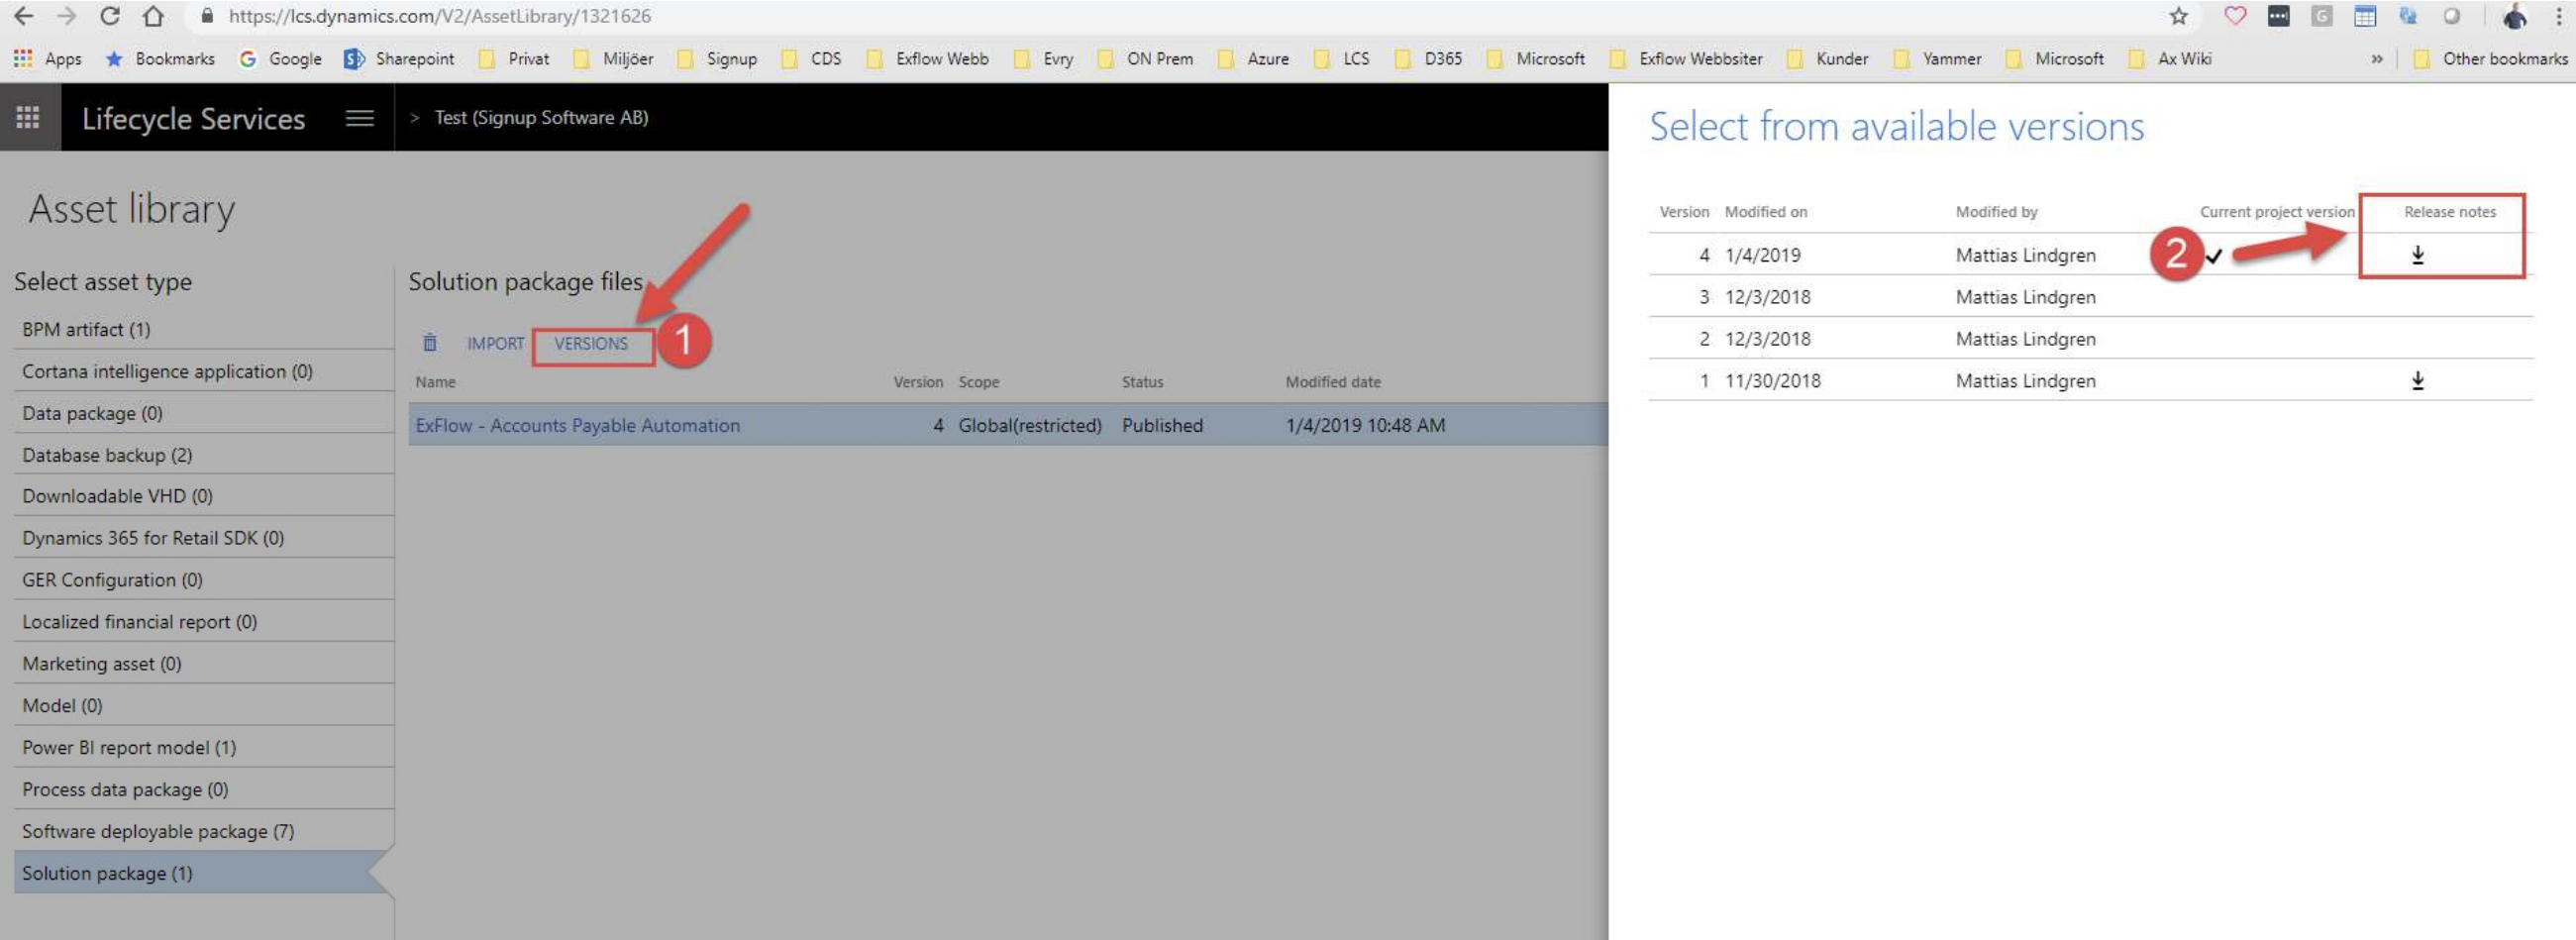 https://lcs.dynamics.com/V2/AssetLibrary/1321626
Apps Bookmarks Google Sharepoint Privat Miljöer Signup CDS Exflow Webb Evry ON Prem Azure LCS D365 Microsoft Exflow Webbsiter Kunder Yammer Microsoft Ax Wiki » Other bookmarks
Lifecycle Services > Test (Signup Software AB)
Asset library
Select asset type
BPM artifact (1)
Cortana intelligence application (0)
Data package (0)
Database backup (2)
Downloadable VHD (0)
Dynamics 365 for Retail SDK (0)
GER Configuration (0)
Localized financial report (0)
Marketing asset (0)
Model (0)
Power BI report model (1)
Process data package (0)
Software deployable package (7)
Solution package (1)
Solution package files
IMPORT VERSIONS 1
Name Version Scope Status Modified date
ExFlow - Accounts Payable Automation 4 Global(restricted) Published 1/4/2019 10:48 AM
Select from available versions
Version Modified on Modified by Current project version Release notes
4 1/4/2019 Mattias Lindgren 2
3 12/3/2018 Mattias Lindgren
2 12/3/2018 Mattias Lindgren
1 11/30/2018 Mattias Lindgren